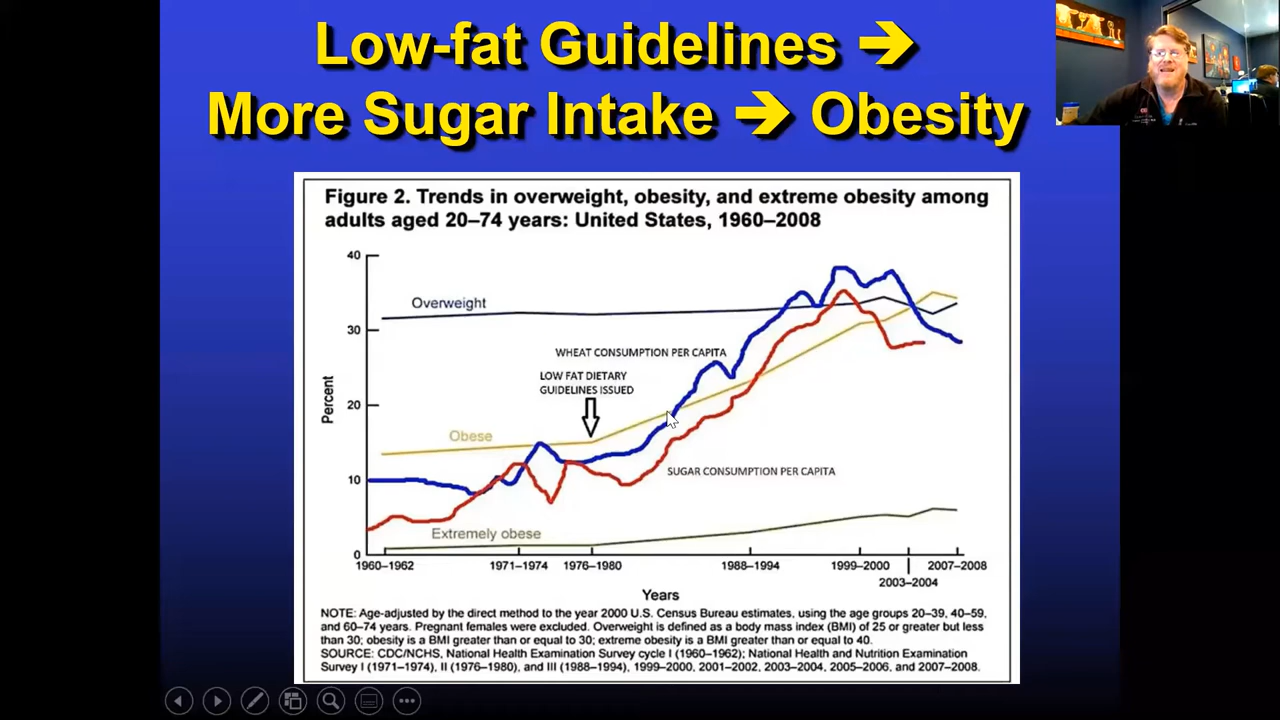 Low-fat Guidelines ➔
More Sugar Intake ➔ Obesity
Figure 2. Trends in overweight, obesity, and extreme obesity among
adults aged 20–74 years: United States, 1960–2008
40
30
20
10
0
Percent
Overweight
WHEAT CONSUMPTION PER CAPITA
LOW FAT DIETARY
GUIDELINES ISSUED
Obese
SUGAR CONSUMPTION PER CAPITA
Extremely obese
1960–1962
1971–1974
1976–1980
1988–1994
1999–2000
2003–2004
2007–2008
Years
NOTE: Age-adjusted by the direct method to the year 2000 U.S. Census Bureau estimates, using the age groups 20–39, 40–59,
and 60–74 years. Pregnant females were excluded. Overweight is defined as a body mass index (BMI) of 25 or greater but less
than 30; obesity is a BMI greater than or equal to 30; extreme obesity is a BMI greater than or equal to 40.
SOURCE: CDC/NCHS, National Health Examination Survey cycle I (1960–1962); National Health and Nutrition Examination
Survey I (1971–1974), II (1976–1980), and III (1988–1994), 1999–2000, 2001–2002, 2003–2004, 2005–2006, and 2007–2008.